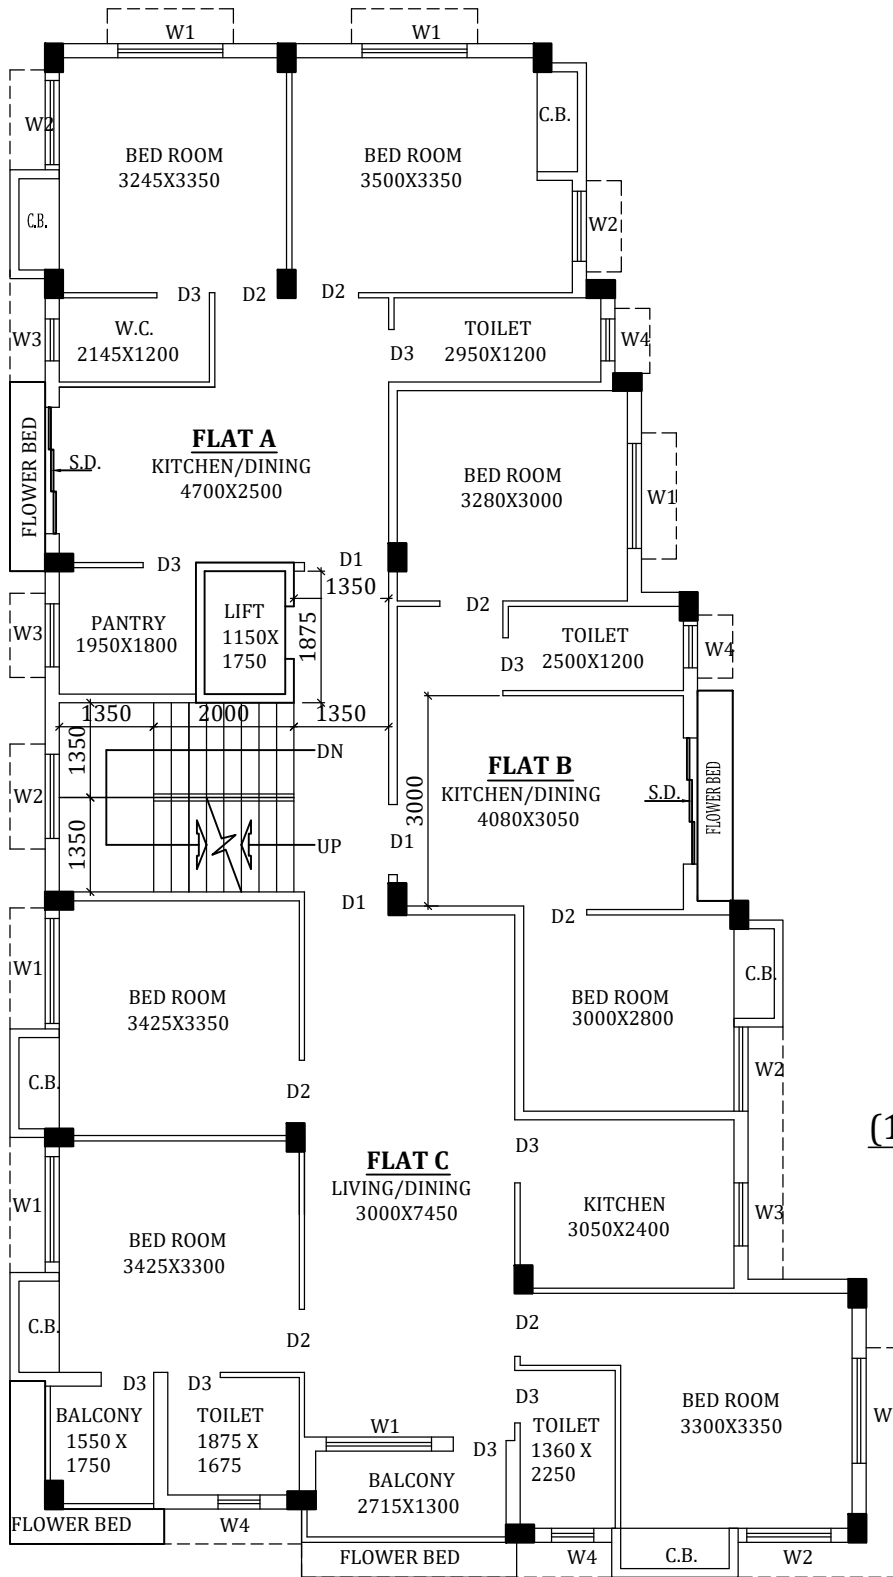 W1
W1
W2
C.B.
BED ROOM
3245X3350
BED ROOM
3500X3350
C.B.
W2
D3
D2
D2
W3
W.C.
2145X1200
TOILET
2950X1200
D3
W4
FLOWER BED
S.D.
FLAT A
KITCHEN/DINING
4700X2500
BED ROOM
3280X3000
W1
D3
D1
1350
W3
PANTRY
1950X1800
LIFT
1150X
1750
1875
D2
TOILET
2500X1200
D3
W4
1350
2000
1350
1350
DN
W2
1350
UP
3000
FLAT B
KITCHEN/DINING
4080X3050
S.D.
FLOWER BED
D1
D1
D2
W1
BED ROOM
3425X3350
BED ROOM
3000X2800
C.B.
C.B.
D2
W2
(1
D3
FLAT C
LIVING/DINING
3000X7450
KITCHEN
3050X2400
W3
W1
BED ROOM
3425X3300
C.B.
D2
D2
D3
D3
D3
BALCONY
1550 X
1750
TOILET
1875 X
1675
W1
D3
TOILET
1360 X
2250
BED ROOM
3300X3350
W
BALCONY
2715X1300
FLOWER BED
W4
FLOWER BED
W4
C.B.
W2